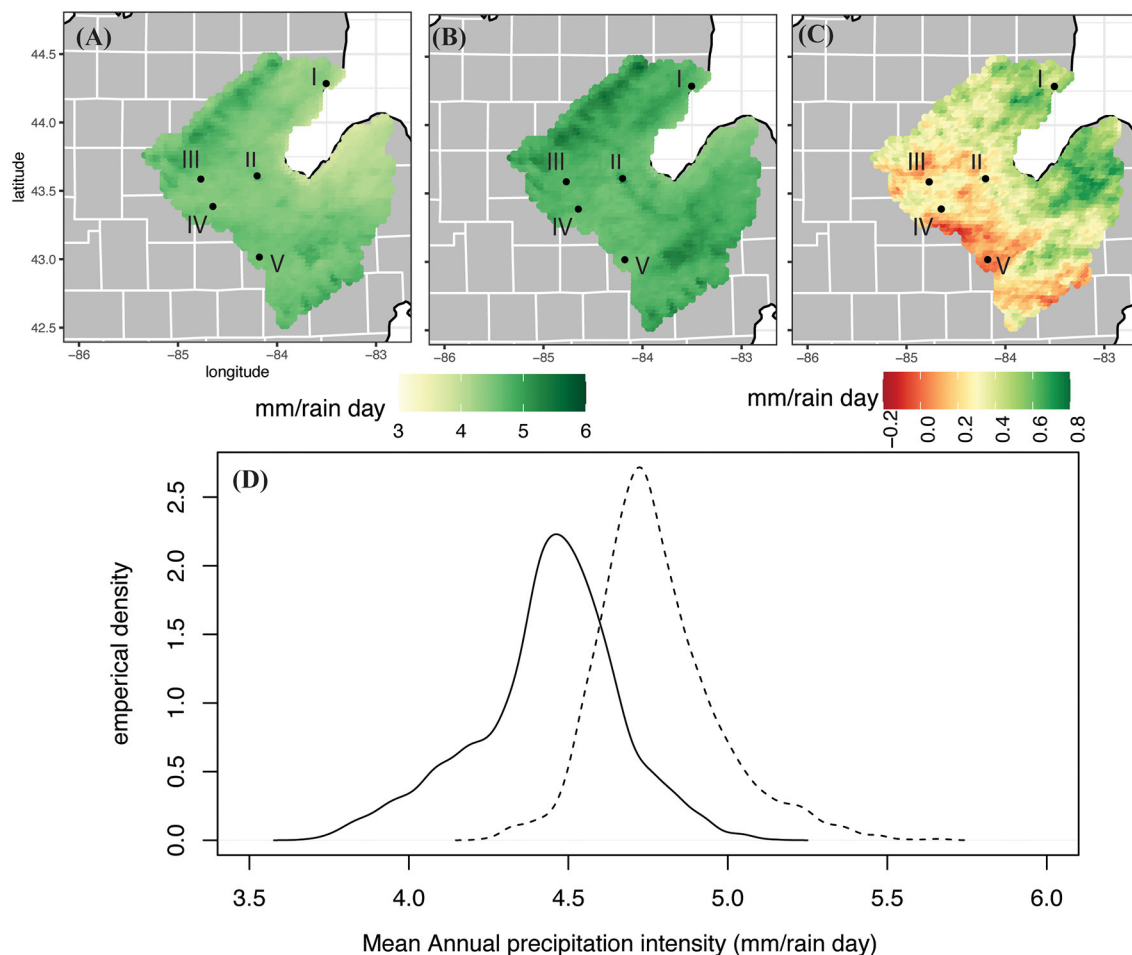 (A)
(B)
(C)
44.5
44.0
43.5
43.0
42.5
latitude
I
II
III
IV
V
I
II
III
IV
V
I
II
III
IV
V
−86
−85
−84
−83
−86
−85
−84
−83
−86
−85
−84
−83
longitude
mm/rain day
3
4
5
6
mm/rain day
−0.2
0.0
0.2
0.4
0.6
0.8
(D)
emperical density
2.5
2.0
1.5
1.0
0.5
0.0
3.5
4.0
4.5
5.0
5.5
6.0
Mean Annual precipitation intensity (mm/rain day)